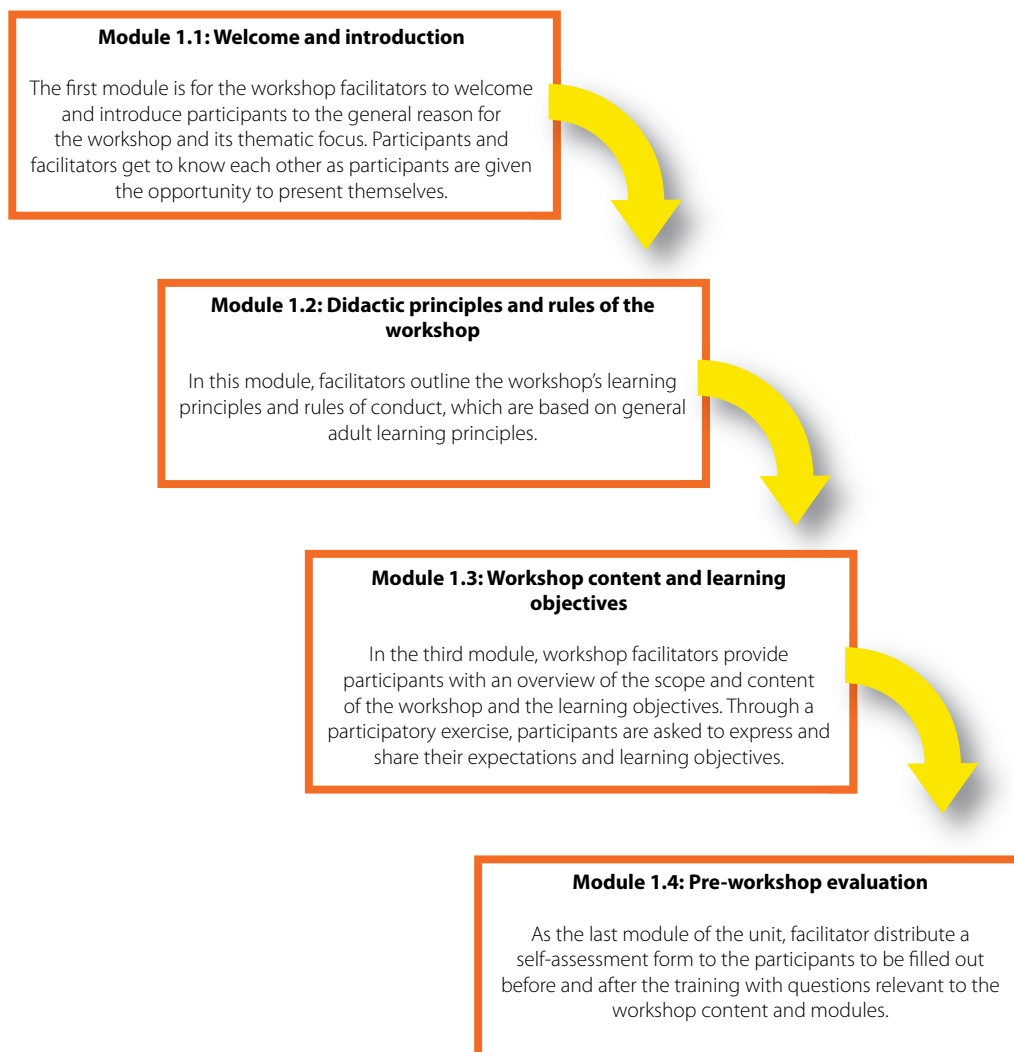 Module 1.1: Welcome and introduction
The first module is for the workshop facilitators to welcome
and introduce participants to the general reason for
the workshop and its thematic focus. Participants and
facilitators get to know each other as participants are given
the opportunity to present themselves.
Module 1.2: Didactic principles and rules of the
workshop
In this module, facilitators outline the workshop’s learning
principles and rules of conduct, which are based on general
adult learning principles.
Module 1.3: Workshop content and learning
objectives
In the third module, workshop facilitators provide
participants with an overview of the scope and content
of the workshop and the learning objectives. Through a
participatory exercise, participants are asked to express and
share their expectations and learning objectives.
Module 1.4: Pre-workshop evaluation
As the last module of the unit, facilitator distribute a
self-assessment form to the participants to be filled out
before and after the training with questions relevant to the
workshop content and modules.